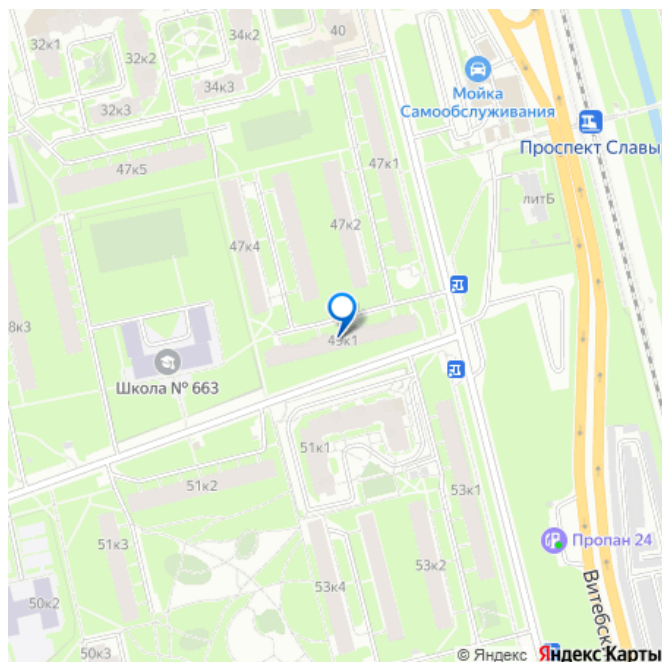 32к1
34к2
40
32к2
34к3
32к3
Мойка
Самообслуживания
Проспект Славы
47к5
47к1
литБ
47к2
47к4
8к3
49к1
Школа № 663
51к1
51к2
53к1
51к3
Пропан 24
53к2
53к4
50к2
Витебск
50к3
© Яндекс Яндекс Карты